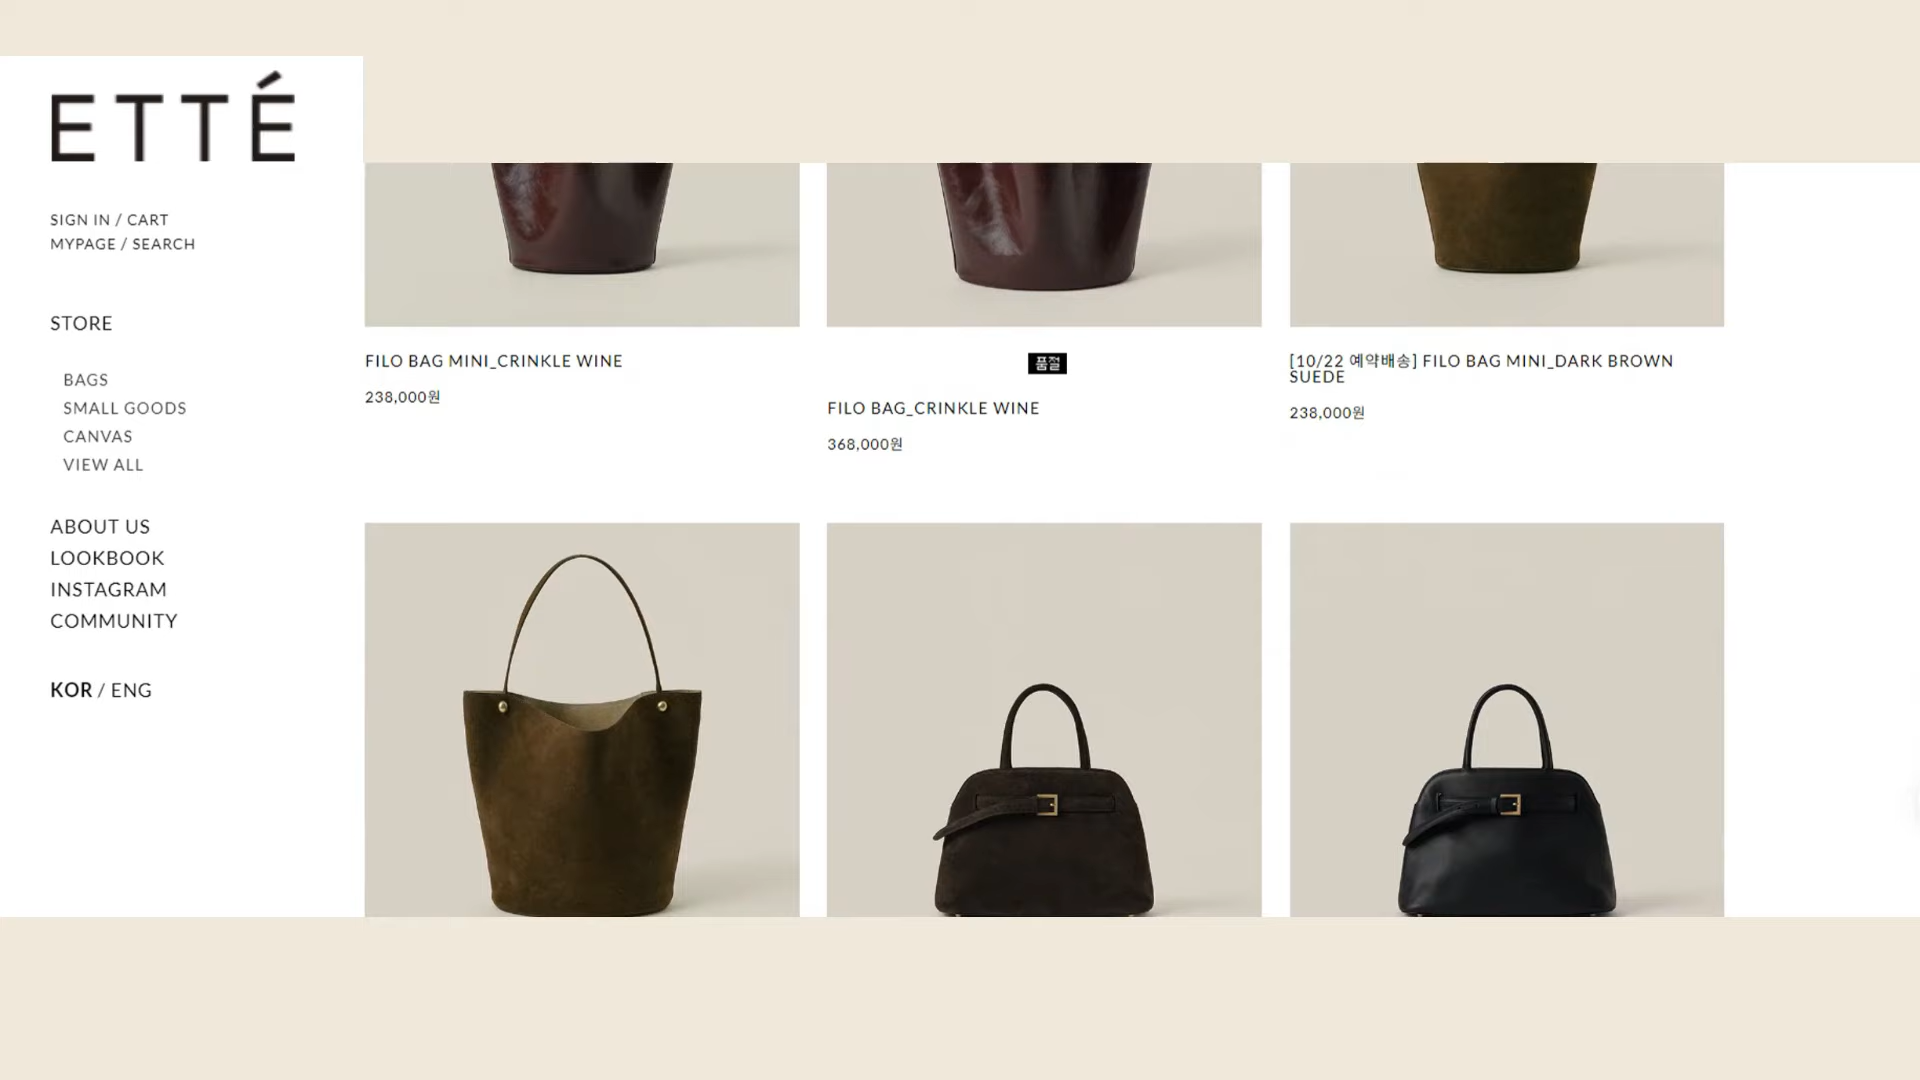 ETTÉ
SIGN IN / CART
MYPAGE / SEARCH
STORE
BAGS
SMALL GOODS
CANVAS
VIEW ALL
ABOUT US
LOOKBOOK
INSTAGRAM
COMMUNITY
KOR / ENG
FILO BAG MINI_CRINKLE WINE
238,000원
품절
FILO BAG_CRINKLE WINE
368,000원
[10/22 예약배송] FILO BAG MINI_DARK BROWN
SUEDE
238,000원